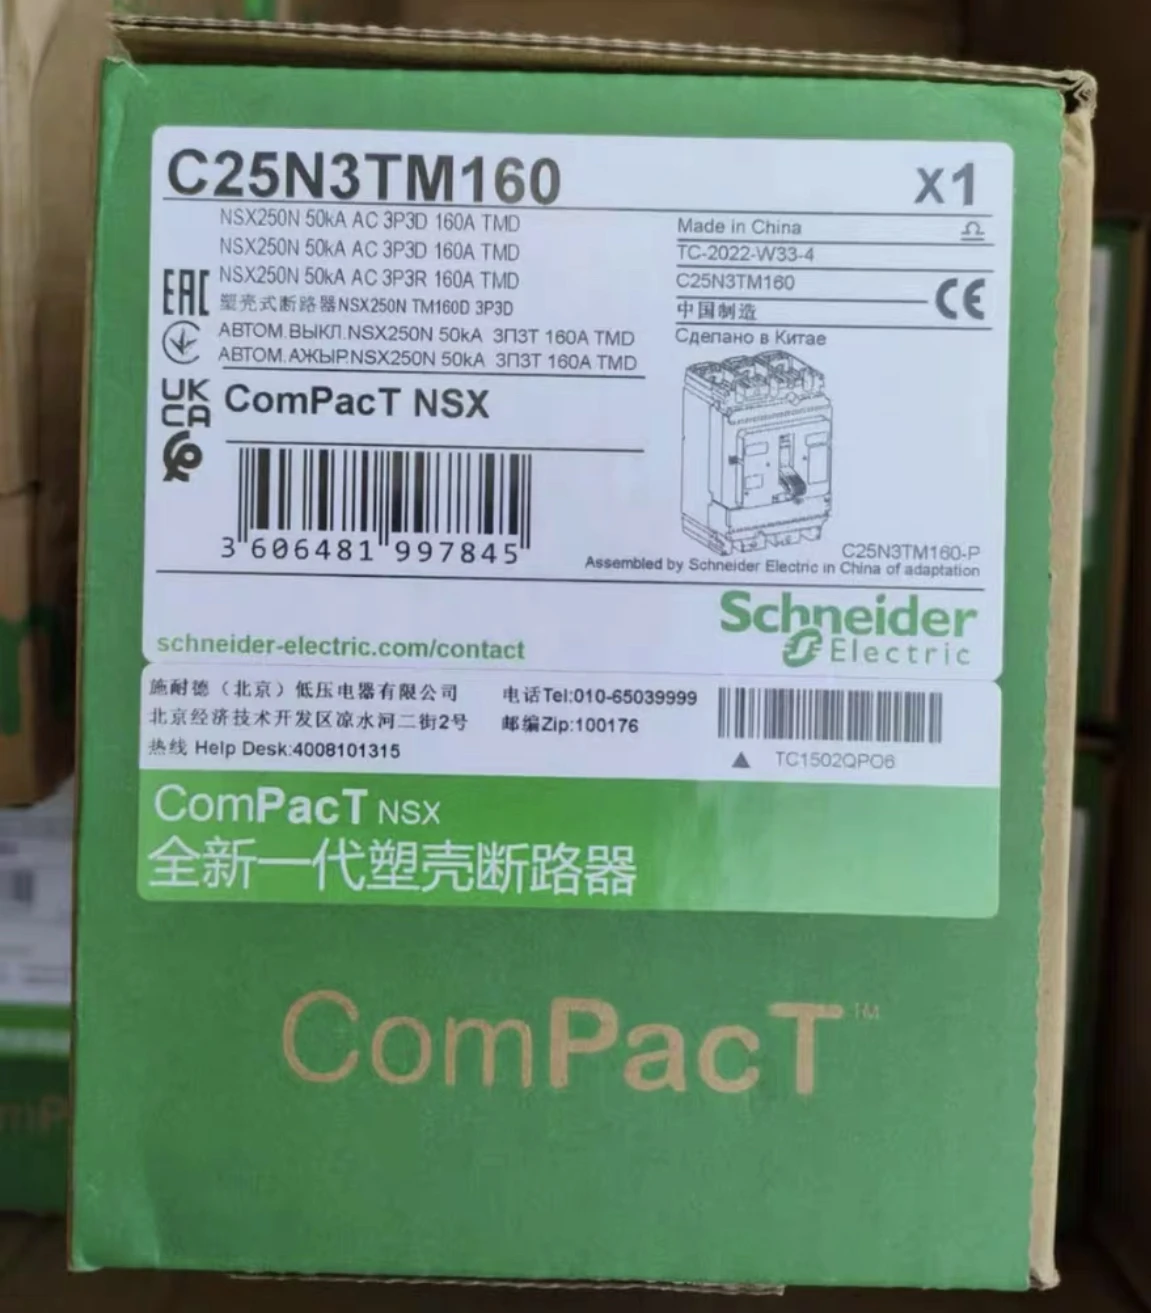 C25N3TM160
X1
NSX250N 50kA AC 3P3D 160A TMD
NSX250N 50kA AC 3P3D 160A TMD
NSX250N 50kA AC 3P3R 160A TMD
塑壳式断路器NSX250N TM160D 3P3D
АВТОМ.ВЫКЛ.NSX250N 50kA 3П3Т 160A TMD
АВТОМ.АЖЫР.NSX250N 50kA 3П3Т 160A TMD
EAC
UK
CA
Made in China
TC-2022-W33-4
C25N3TM160
CE
中国制造
Сделано в Китае
ComPacT NSX
3 606481 997845
C25N3TM160-P
Assembled by Schneider Electric in China of adaptation
schneider-electric.com/contact
Schneider
Electric
施耐德（北京）低压电器有限公司 电话Tel:010-65039999
北京经济技术开发区凉水河二街2号 邮编Zip:100176
热线 Help Desk:4008101315
TC1502QPO6
ComPacT NSX
全新一代塑壳断路器
ComPacT™